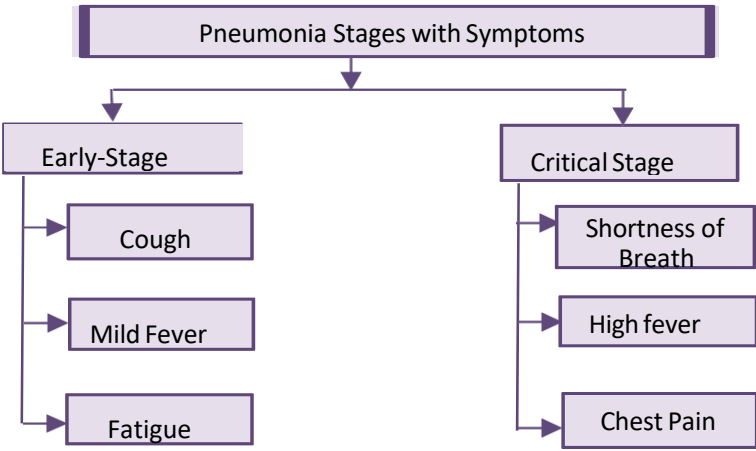 Pneumonia Stages with Symptoms
Early-Stage
Cough
Mild Fever
Fatigue
Critical Stage
Shortness of
Breath
High fever
Chest Pain